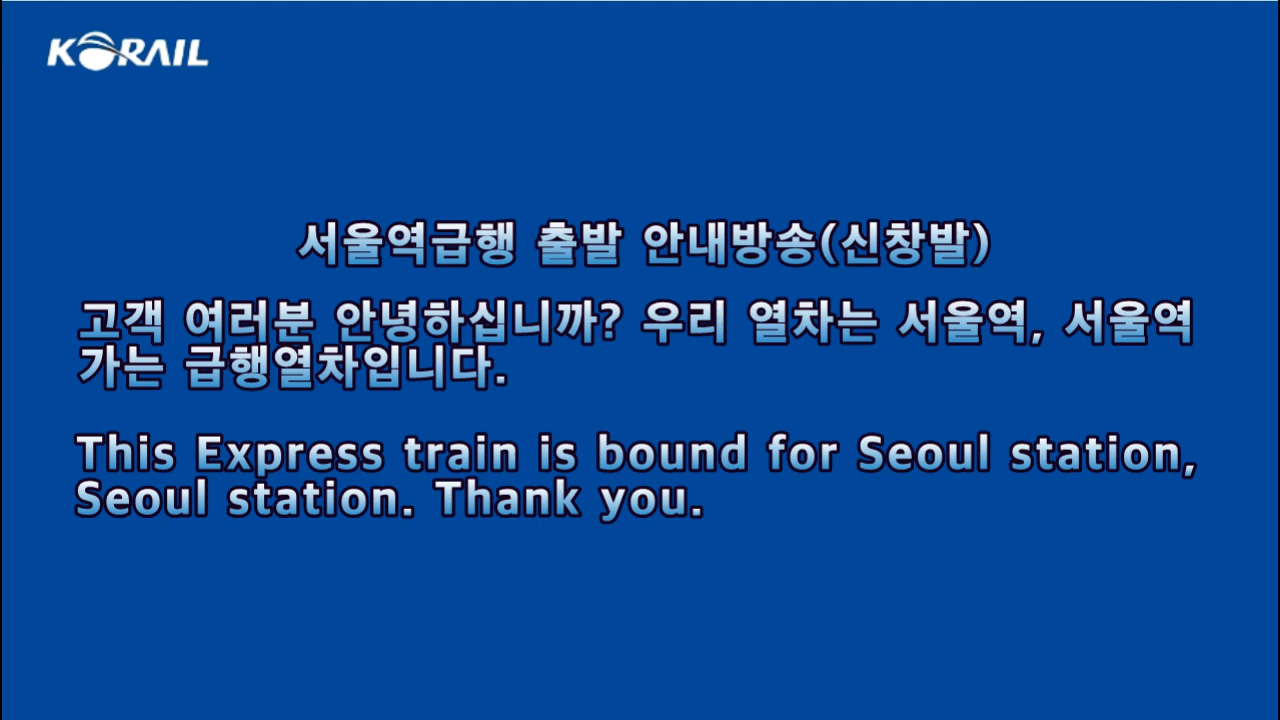 KORAIL
서울역급행 출발 안내방송(신창발)
고객 여러분 안녕하십니까? 우리 열차는 서울역, 서울역
가는 급행열차입니다.
This Express train is bound for Seoul station,
Seoul station. Thank you.